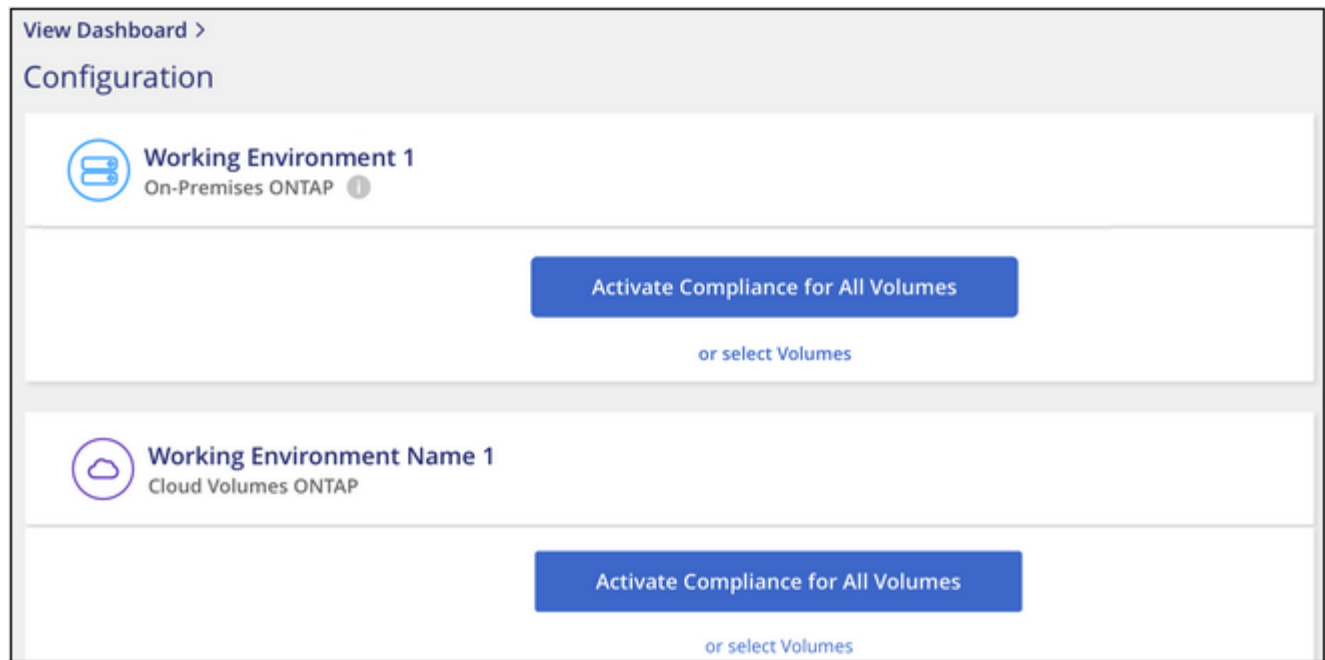 View Dashboard >
Configuration
Working Environment 1
On-Premises ONTAP i
Activate Compliance for All Volumes
or select Volumes
Working Environment Name 1
Cloud Volumes ONTAP
Activate Compliance for All Volumes
or select Volumes